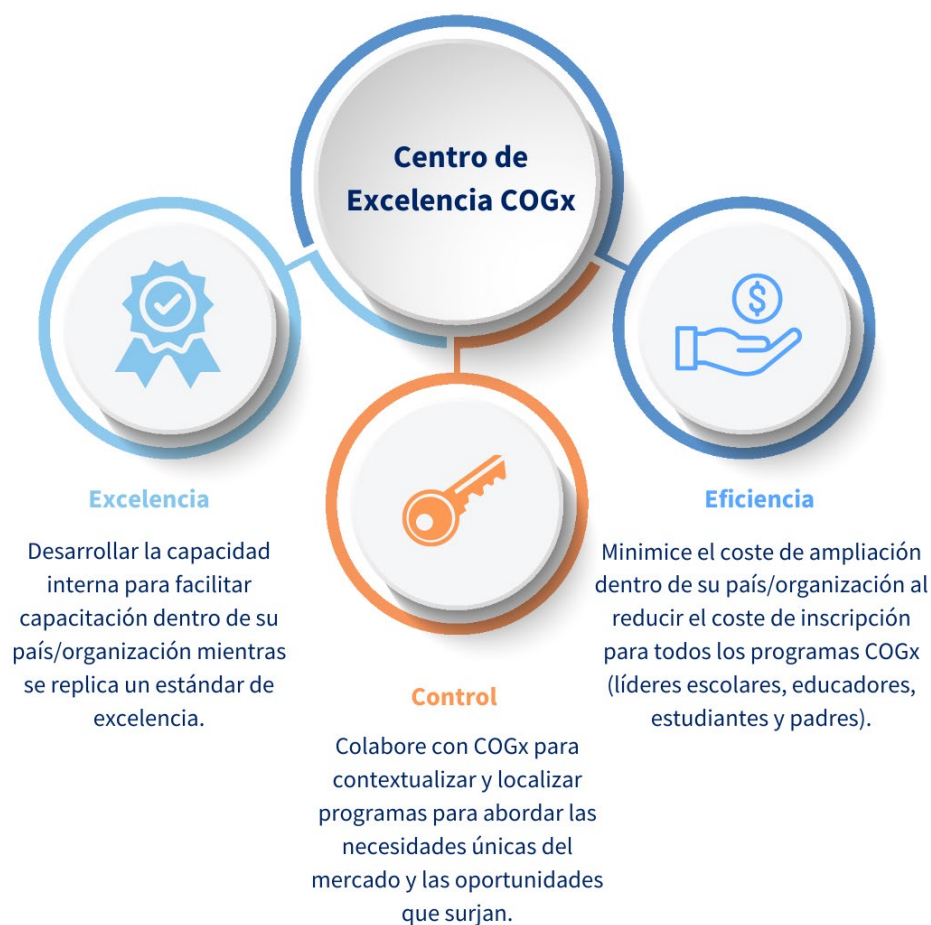 Centro de
Excelencia COGx
Excelencia
Desarrollar la capacidad
interna para facilitar
capacitación dentro de su
país/organización mientras
se replica un estándar de
excelencia.
Control
Colabore con COGx para
contextualizar y localizar
programas para abordar las
necesidades únicas del
mercado y las oportunidades
que surjan.
Eficiencia
Minimice el coste de ampliación
dentro de su país/organización al
reducir el coste de inscripción
para todos los programas COGx
(líderes escolares, educadores,
estudiantes y padres).
$